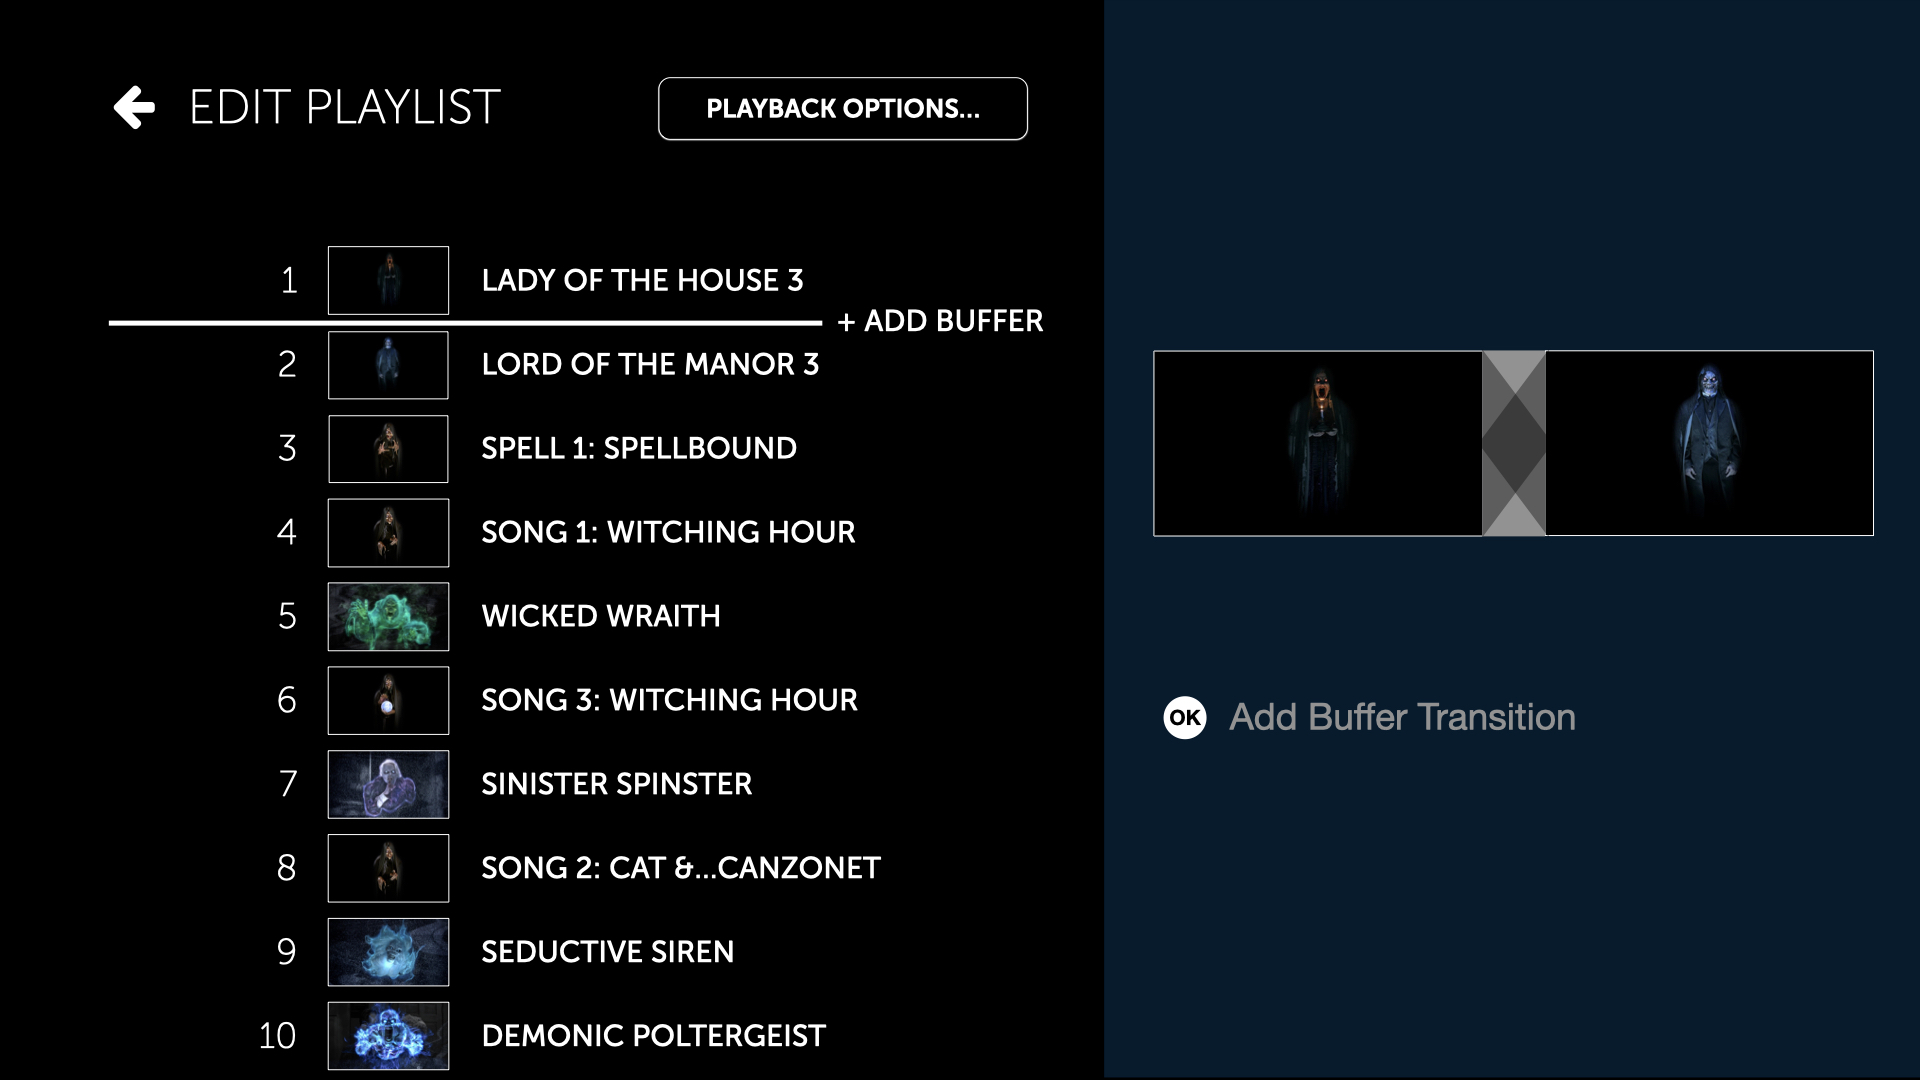 EDIT PLAYLIST
PLAYBACK OPTIONS...
1 LADY OF THE HOUSE 3
+ ADD BUFFER
2 LORD OF THE MANOR 3
3 SPELL 1: SPELLBOUND
4 SONG 1: WITCHING HOUR
5 WICKED WRAITH
6 SONG 3: WITCHING HOUR
7 SINISTER SPINSTER
8 SONG 2: CAT &...CANZONET
9 SEDUCTIVE SIREN
10 DEMONIC POLTERGEIST
OK Add Buffer Transition